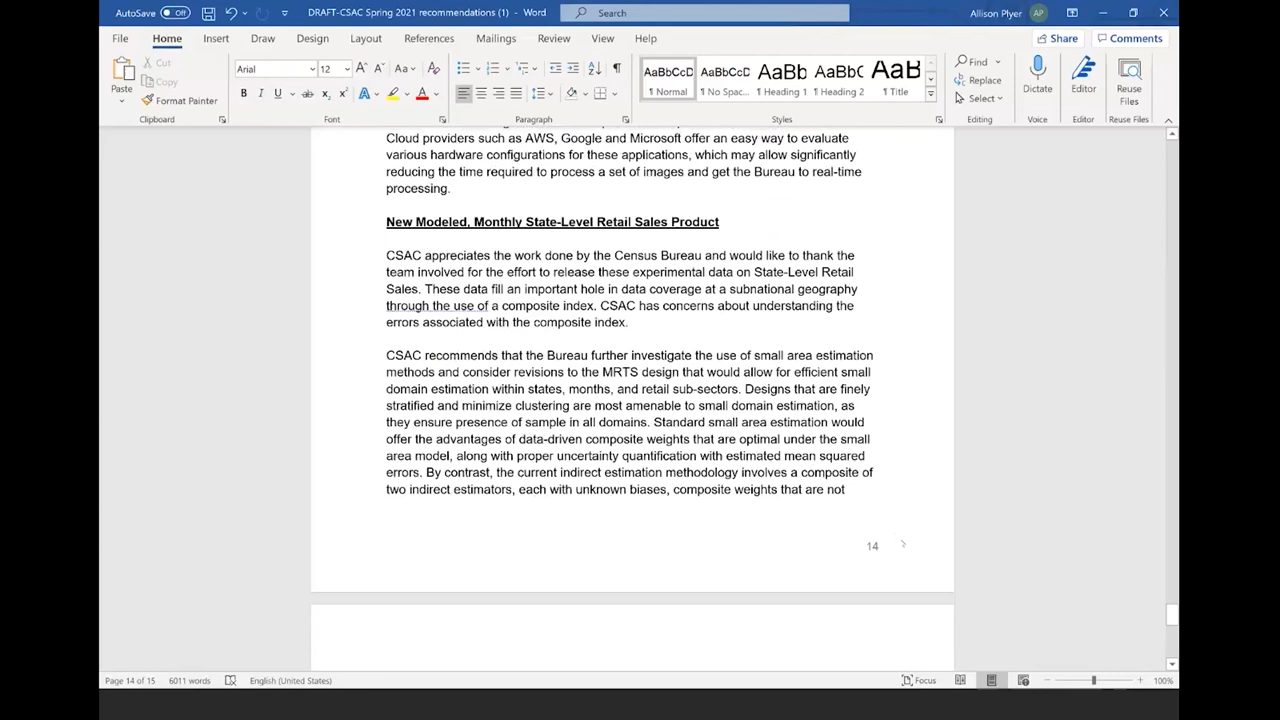 AutoSave Off DRAFT-CSAC Spring 2021 recommendations (1) - Word Search Allison Plyer AP
File Home Insert Draw Design Layout References Mailings Review View Help Share Comments
Paste Cut Copy Format Painter
Arial 12
AaBbCcD AaBbCcD AaBb AaBbC AaB
¶ Normal ¶ No Spac... ¶ Heading 1 ¶ Heading 2 ¶ Title
Find Replace Select
Dictate Editor Reuse Files
Clipboard Font Paragraph Styles Editing Voice Editor Reuse Files
Cloud providers such as AWS, Google and Microsoft offer an easy way to evaluate
various hardware configurations for these applications, which may allow significantly
reducing the time required to process a set of images and get the Bureau to real-time
processing.
New Modeled, Monthly State-Level Retail Sales Product
CSAC appreciates the work done by the Census Bureau and would like to thank the
team involved for the effort to release these experimental data on State-Level Retail
Sales. These data fill an important hole in data coverage at a subnational geography
through the use of a composite index. CSAC has concerns about understanding the
errors associated with the composite index.
CSAC recommends that the Bureau further investigate the use of small area estimation
methods and consider revisions to the MRTS design that would allow for efficient small
domain estimation within states, months, and retail sub-sectors. Designs that are finely
stratified and minimize clustering are most amenable to small domain estimation, as
they ensure presence of sample in all domains. Standard small area estimation would
offer the advantages of data-driven composite weights that are optimal under the small
area model, along with proper uncertainty quantification with estimated mean squared
errors. By contrast, the current indirect estimation methodology involves a composite of
two indirect estimators, each with unknown biases, composite weights that are not
14
Page 14 of 15 6011 words English (United States) Focus 100%